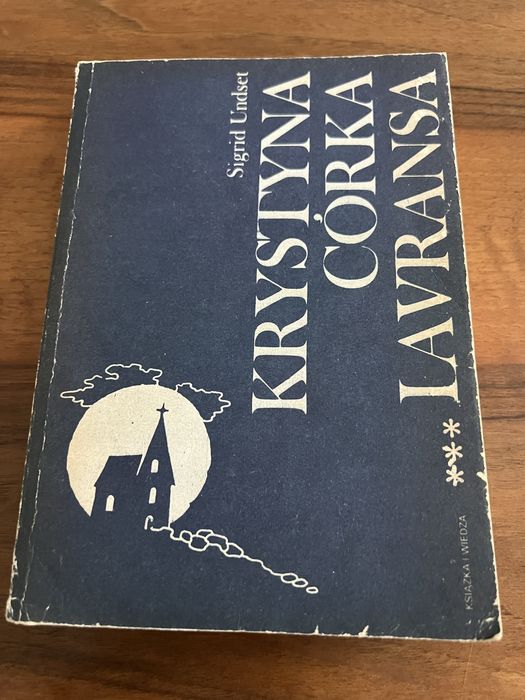 Sigrid Undset
KRYSTYNA
CÓRKA
LAVRANSA
***
KSIĄŻKA I WIEDZA